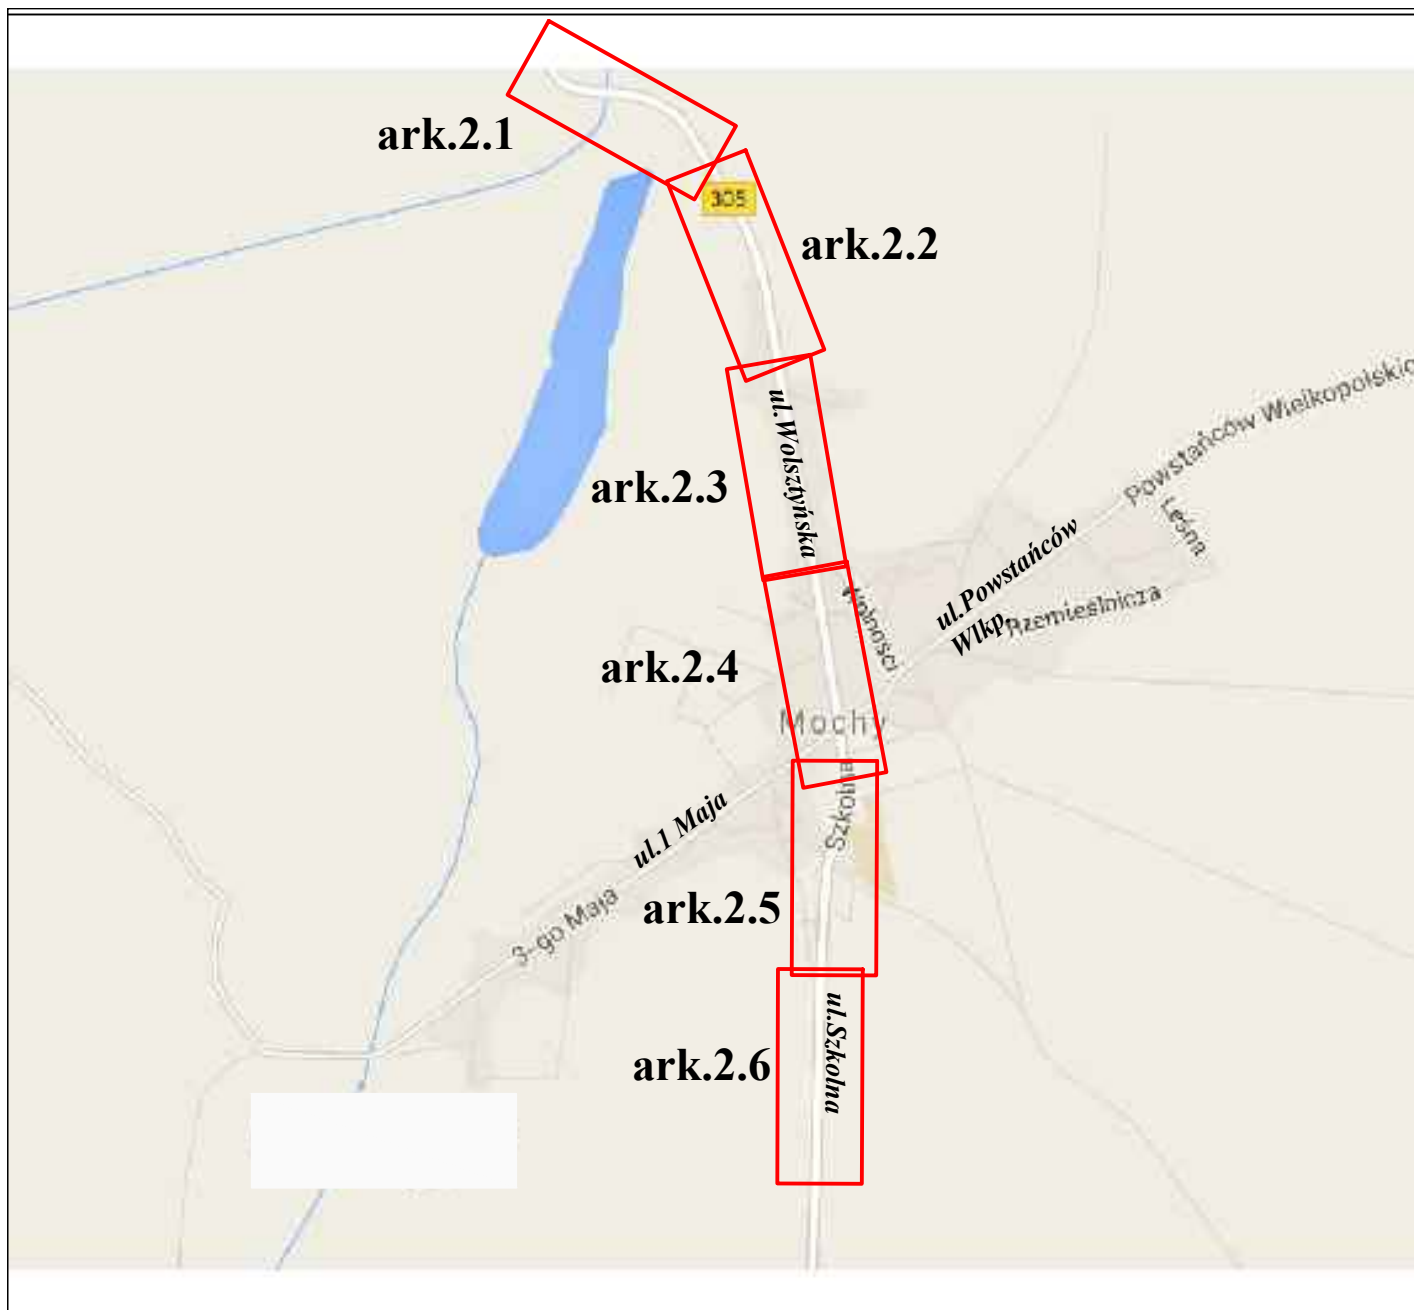 ark.2.1
305
ark.2.2
Powstańców Wielkopolskic
ul.Wolsztyńska
ark.2.3
Leśna
ul.Powstańców
Wlkp.
Rzemieślnicza
Wolności
ark.2.4
Mochy
Szkolna
ul.1 Maja
3-go Maja
ark.2.5
ul.Szkolna
ark.2.6